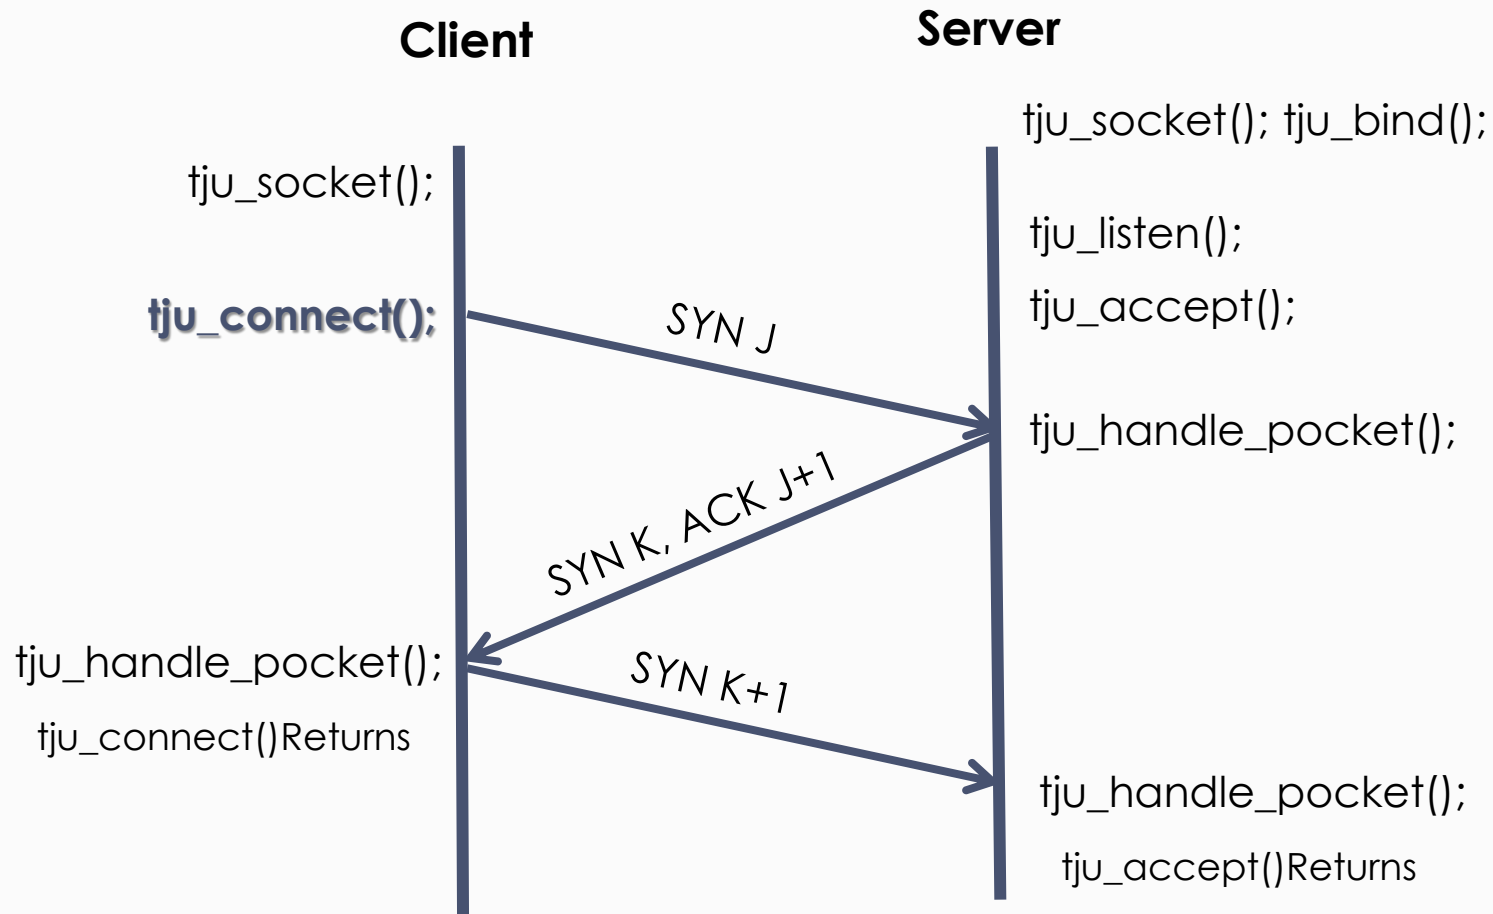 Client
Server
tju_socket(); tju_bind();
tju_socket();
tju_listen();
tju_connect();
tju_accept();
SYN J
tju_handle_pocket();
SYN K, ACK J+1
tju_handle_pocket();
SYN K+1
tju_connect()Returns
tju_handle_pocket();
tju_accept()Returns